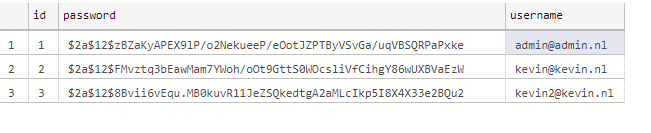 id password username
1 1 $2a$12$zBZaKyAPEX9lP/o2NekueeP/eOotJZPTByVSvGa/uqVBSQRPaPxke admin@admin.nl
2 2 $2a$12$FMvztq3bEawMam7YWoh/oOt9GttS0WOcsliVfCihgY86wUXBVaEzW kevin@kevin.nl
3 3 $2a$12$8Bvii6vEqu.MB0kuvR11JeZSQkedtgA2aMLcIkp5I8X4X33e2BQu2 kevin2@kevin.nl